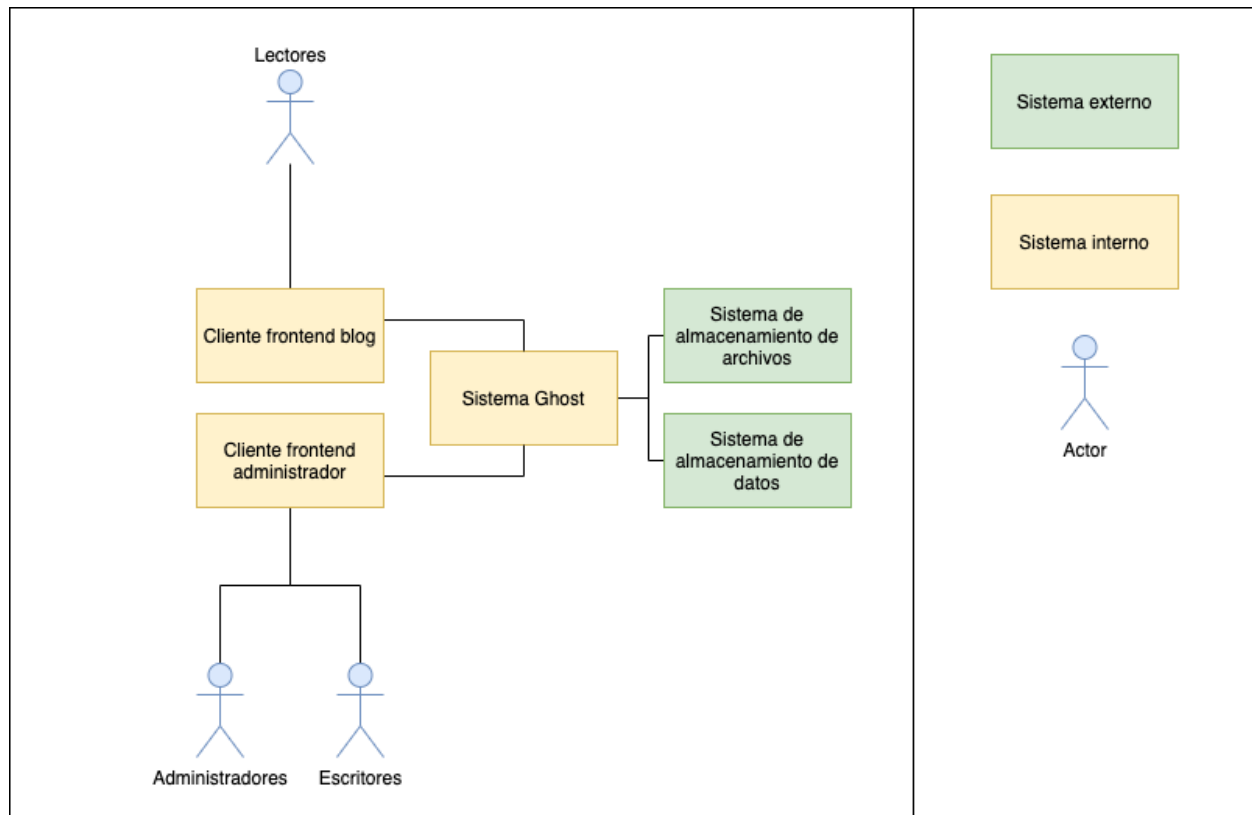 Lectores
Cliente frontend blog
Cliente frontend
administrador
Sistema Ghost
Sistema de
almacenamiento de
archivos
Sistema de
almacenamiento de
datos
Administradores
Escritores
Sistema externo
Sistema interno
Actor